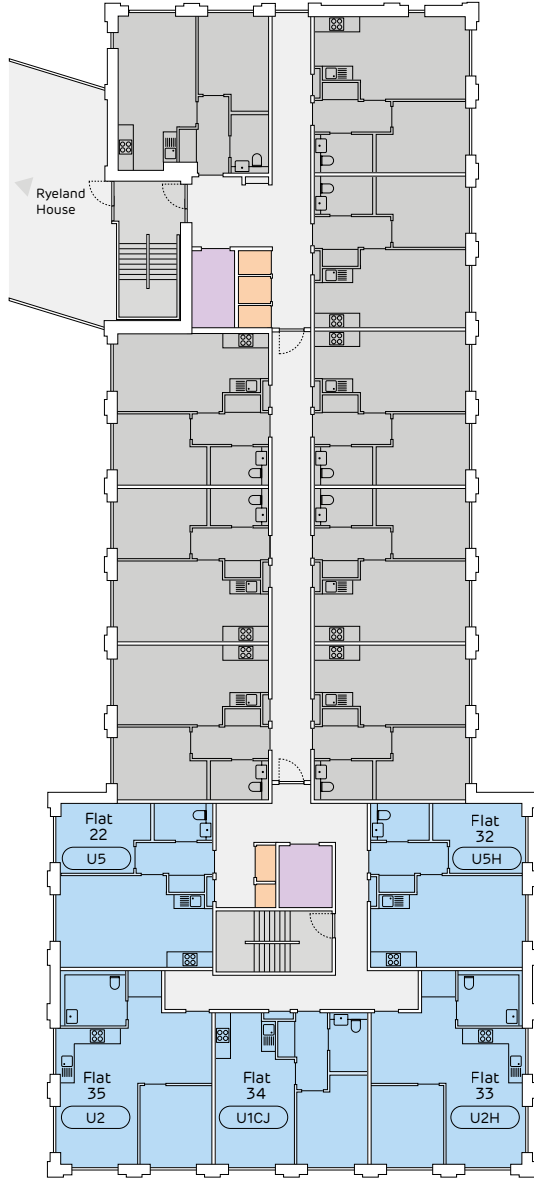 Ryeland
House
Flat
22
U5
Flat
32
U5H
Flat
35
U2
Flat
34
U1CJ
Flat
33
U2H